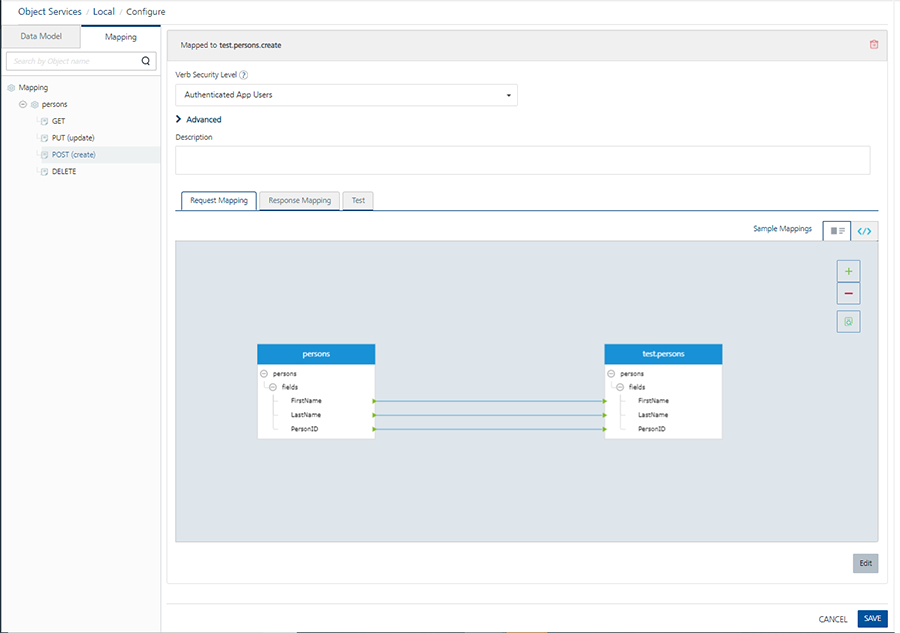 Object Services / Local / Configure
Data Model
Mapping
Search by Object name
Mapping
persons
GET
PUT (update)
POST (create)
DELETE
Mapped to test.persons.create
Verb Security Level ?
Authenticated App Users
Advanced
Description
Request Mapping
Response Mapping
Test
Sample Mappings
</>
persons
persons
fields
FirstName
LastName
PersonID
test.persons
persons
fields
FirstName
LastName
PersonID
Edit
CANCEL
SAVE